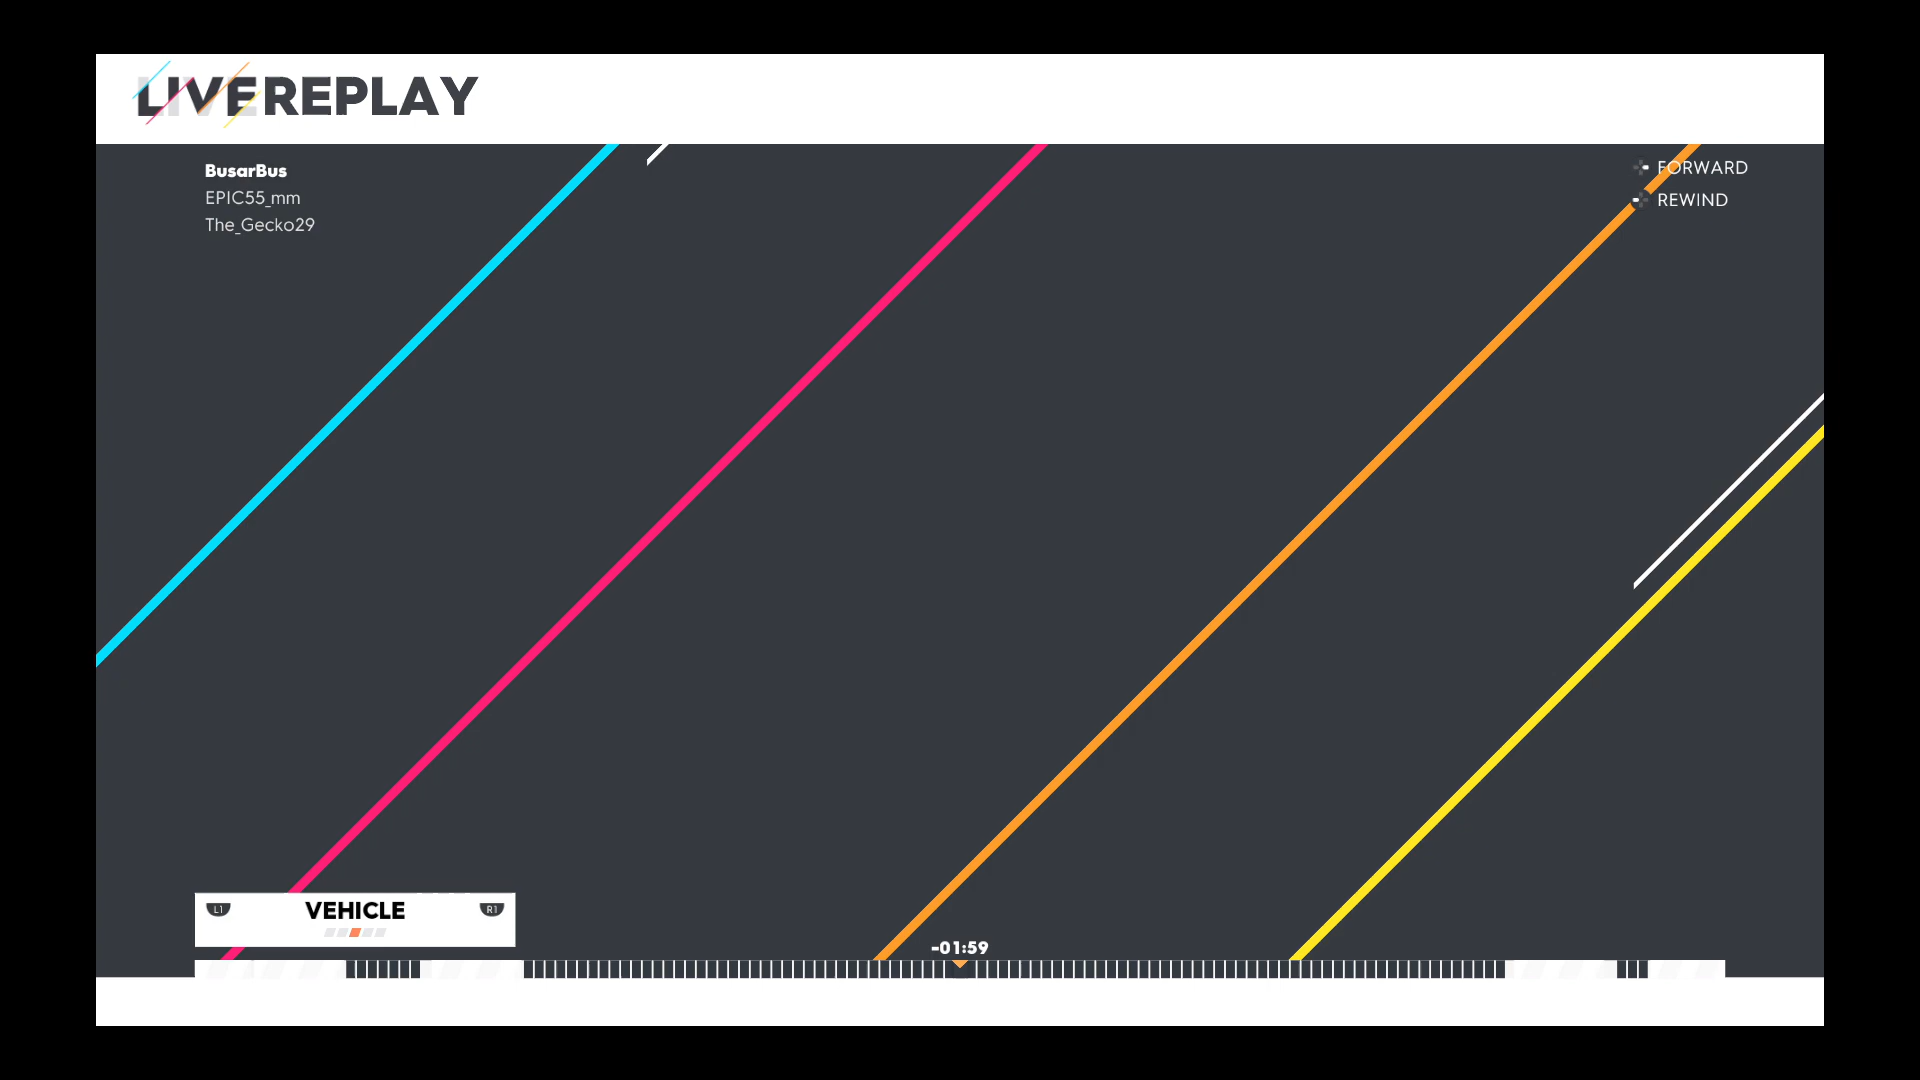 LIVEREPLAY
BusarBus
EPIC55_mm
The_Gecko29
FORWARD
REWIND
L1
VEHICLE
R1
-01:59